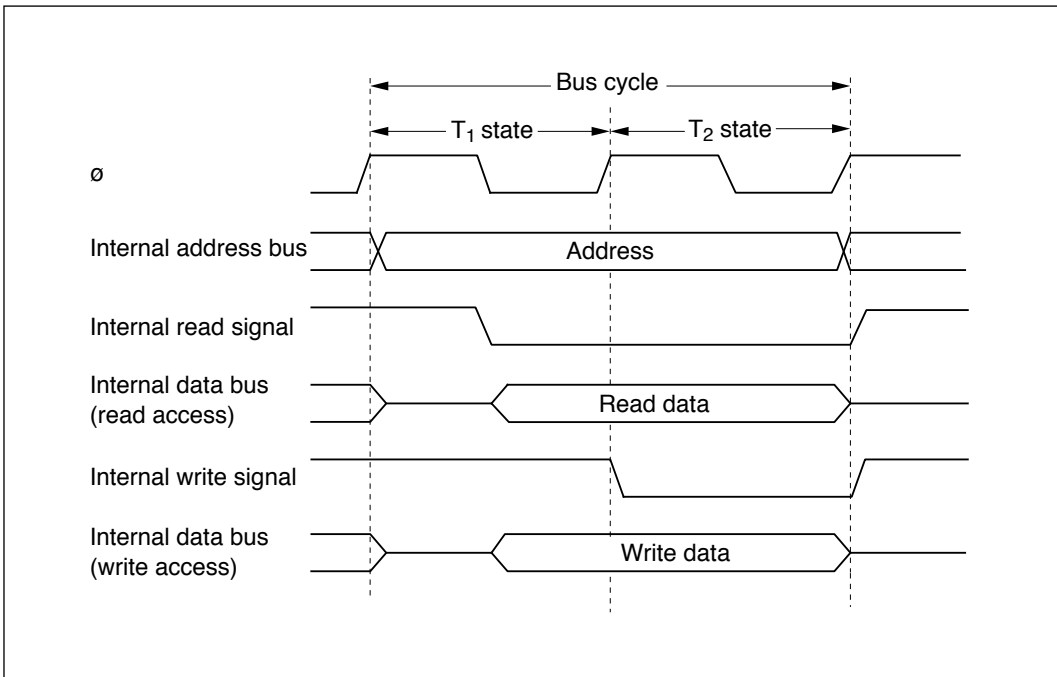 Bus cycle
T₁ state
T₂ state
ø
Internal address bus
Address
Internal read signal
Internal data bus
(read access)
Read data
Internal write signal
Internal data bus
(write access)
Write data